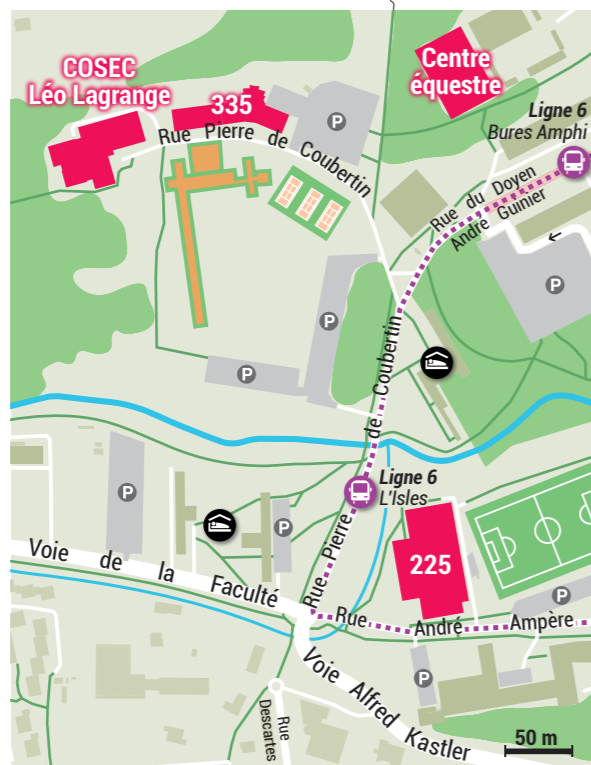 COSEC
Léo Lagrange
335
Centre
équestre
P
Ligne 6
Bures Amphi
Rue Pierre de Coubertin
Rue du Doyen
André Guinier
P
P
P
Rue Pierre de Coubertin
Ligne 6
L'Isles
P
P
225
Voie de la Faculté
P
Rue André Ampère
P
Voie Alfred Kastler
Rue
Descartes
50 m